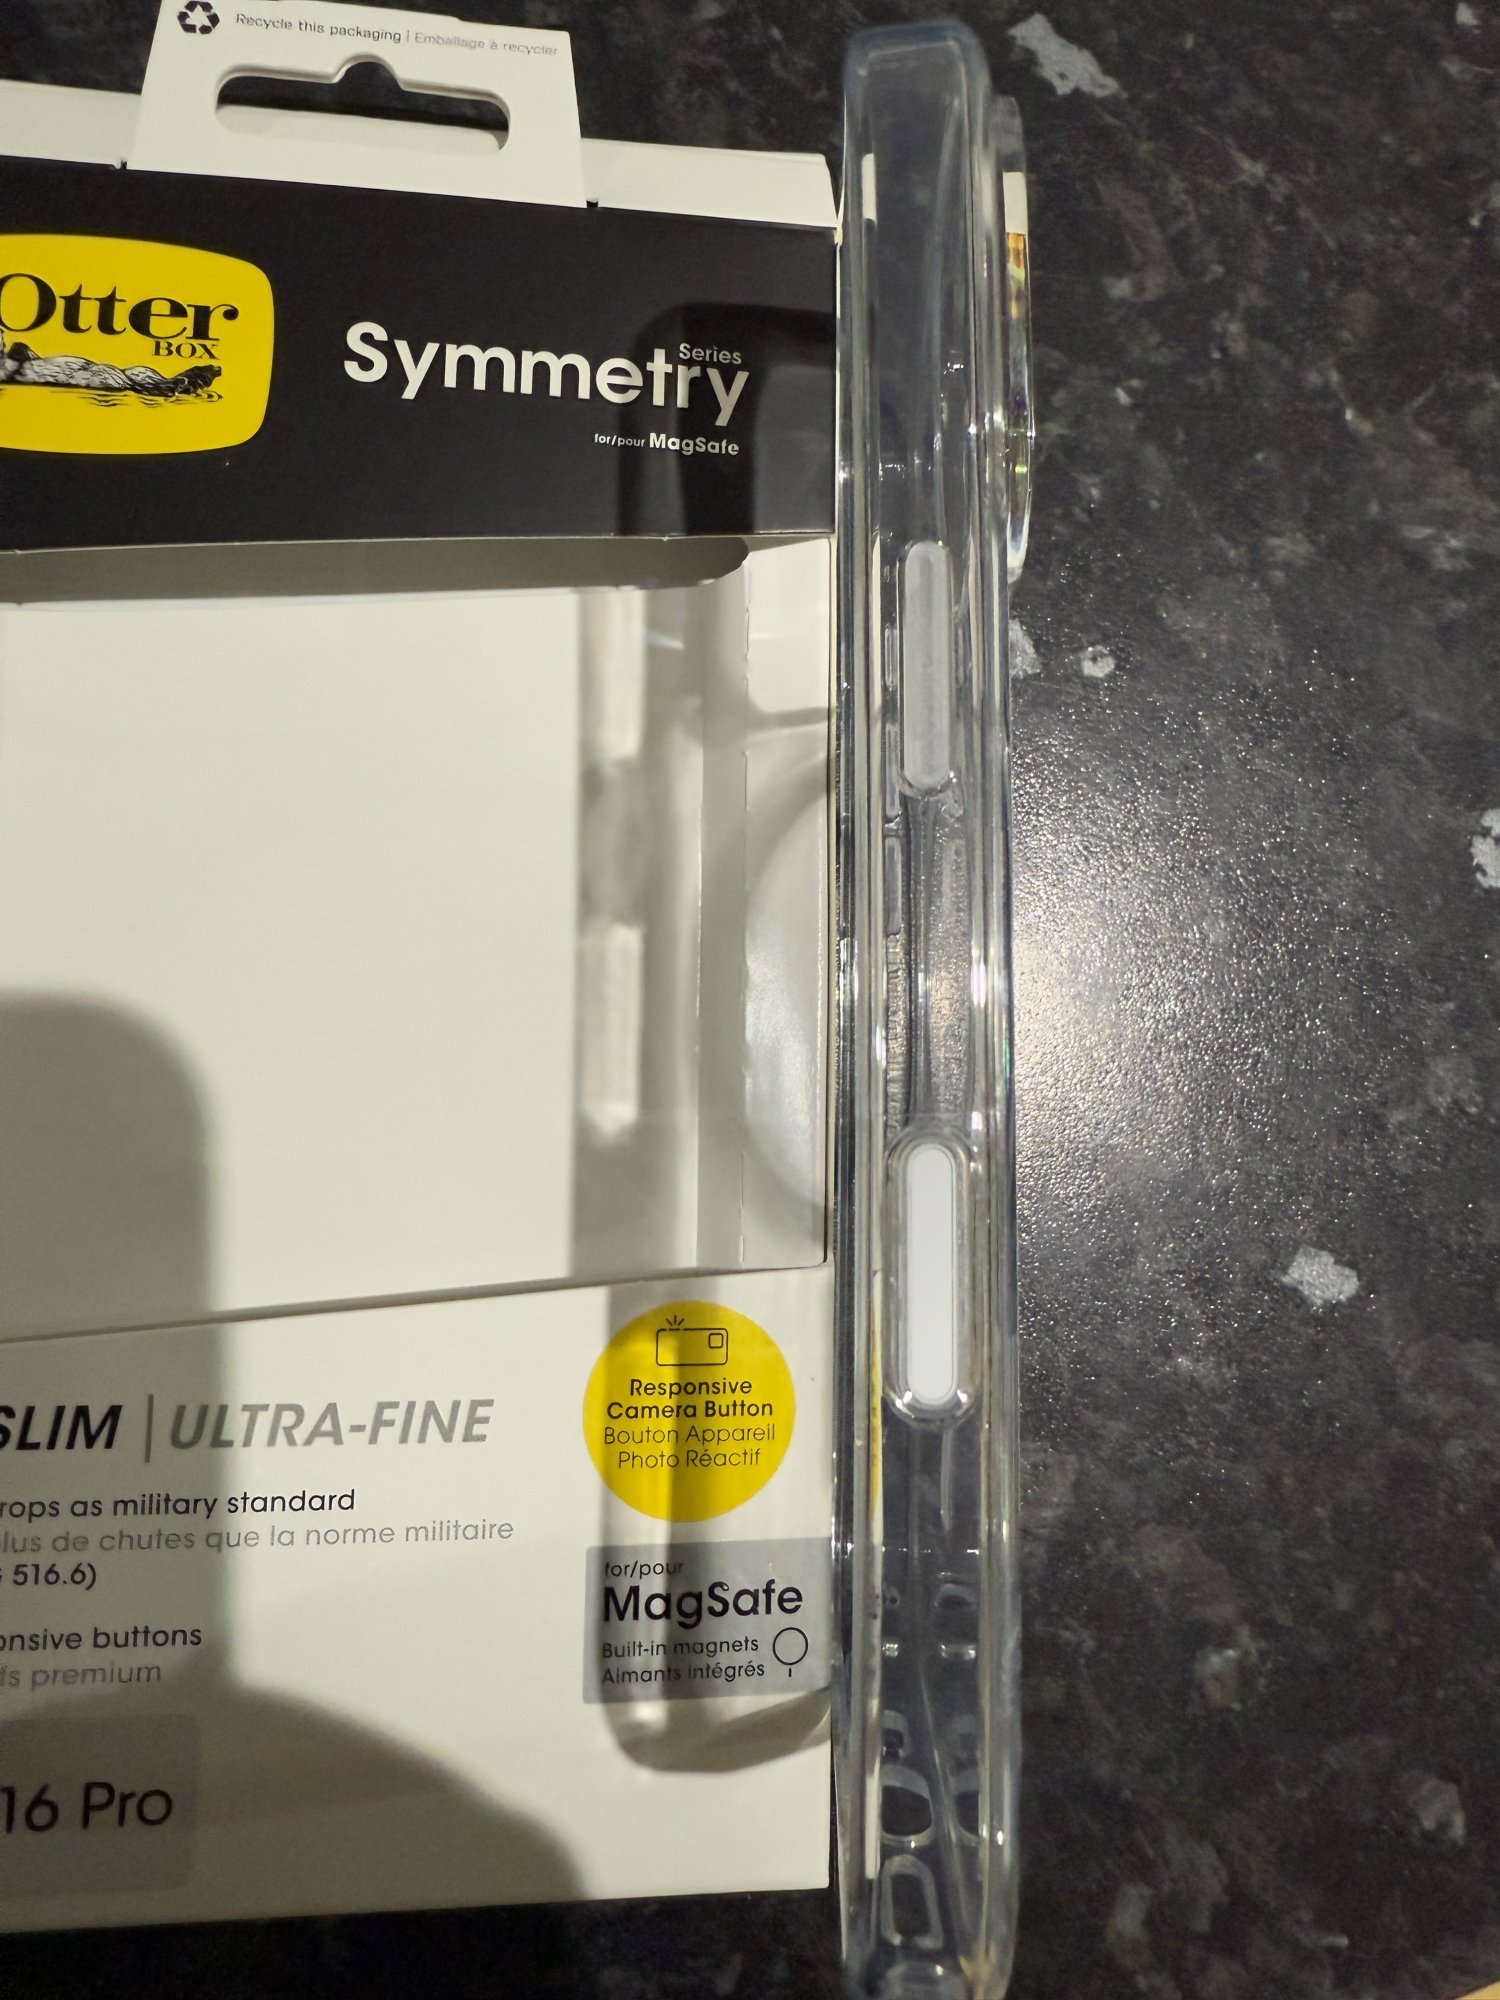 Recycle this packaging | Emballage à recycler
Otter
BOX
Symmetry
Series
for/pour MagSafe
SLIM | ULTRA-FINE
Responsive
Camera Button
Bouton Appareil
Photo Réactif
rops as military standard
lus de chutes que la norme militaire
516.6)
for/pour
MagSafe
Built-in magnets
Aimants intégrés
onsive buttons
ts premium
16 Pro